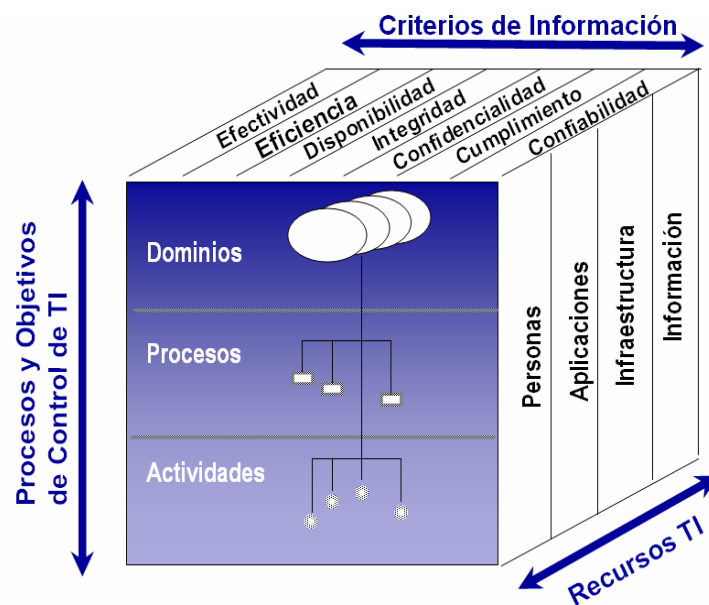 Criterios de Información
Efectividad
Eficiencia
Disponibilidad
Integridad
Confidencialidad
Cumplimiento
Confiabilidad
Procesos y Objetivos
de Control de TI
Dominios
Procesos
Actividades
Personas
Aplicaciones
Infraestructura
Información
Recursos TI